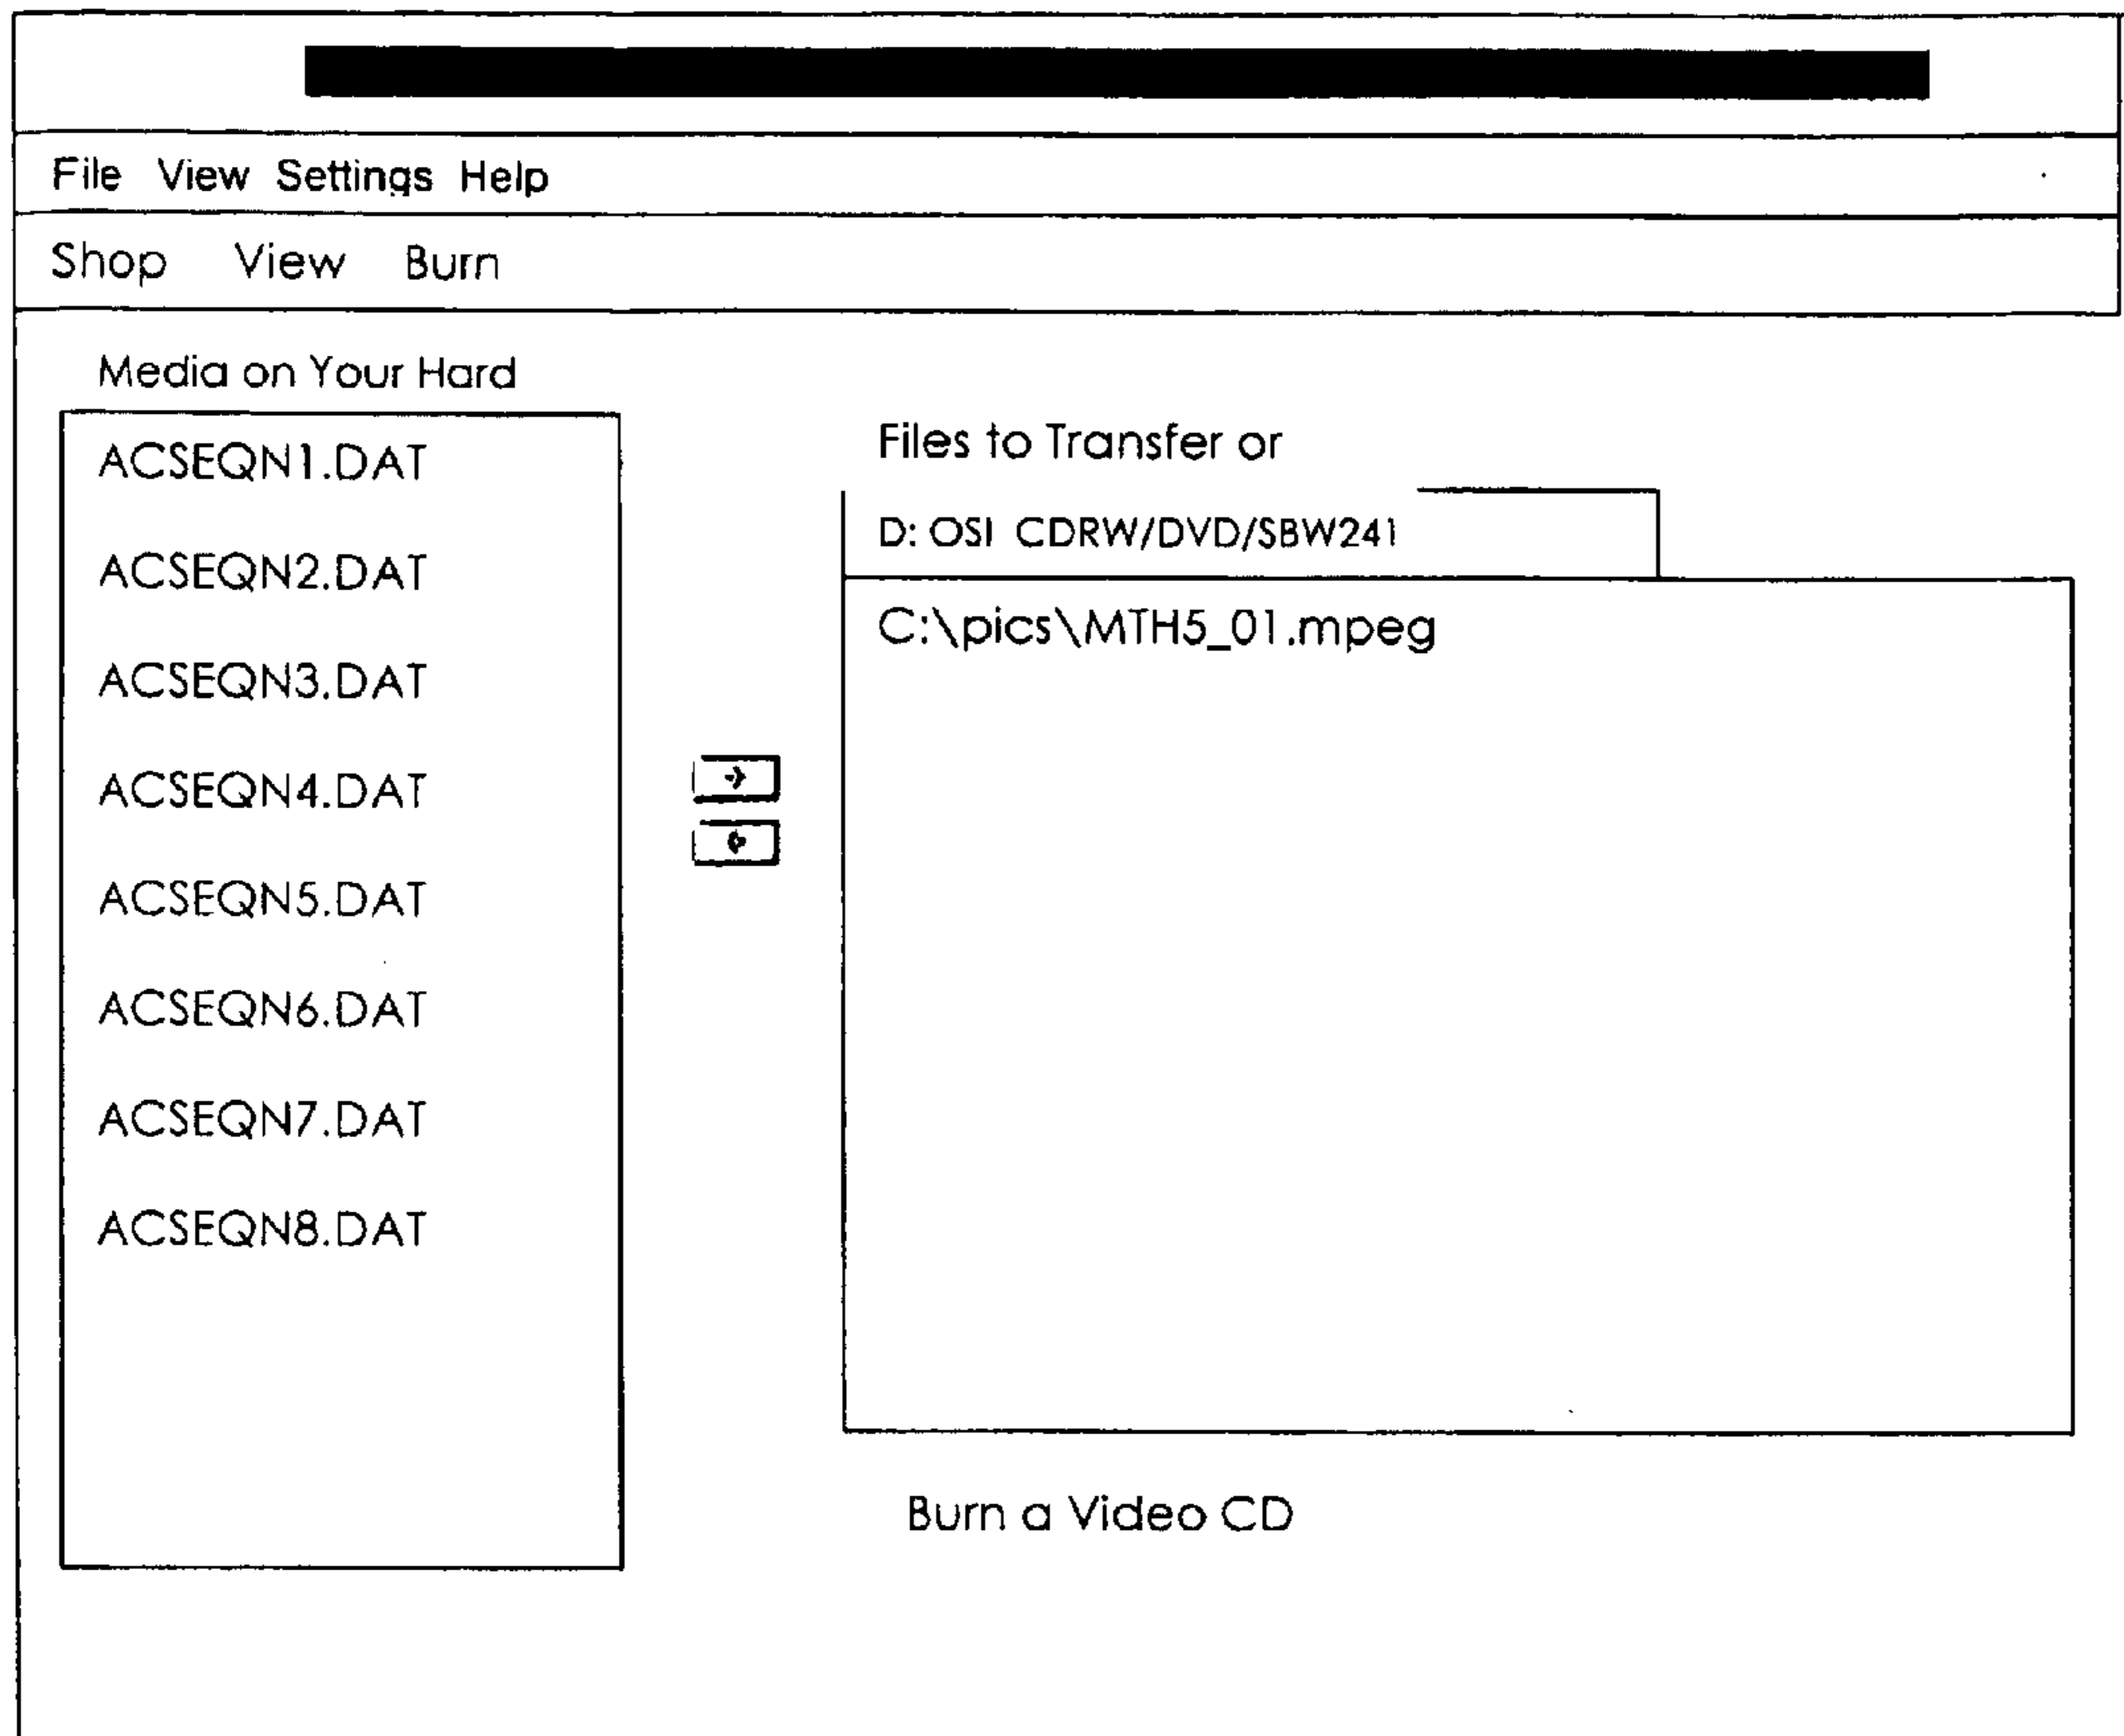 File View Settings Help
Shop View Burn
Media on Your Hard
ACSEQN1.DAT
ACSEQN2.DAT
ACSEQN3.DAT
ACSEQN4.DAT
ACSEQN5.DAT
ACSEQN6.DAT
ACSEQN7.DAT
ACSEQN8.DAT
Files to Transfer or
D: OSI CDRW/DVD/SBW241
C:\pics\MTH5_01.mpeg
Burn a Video CD